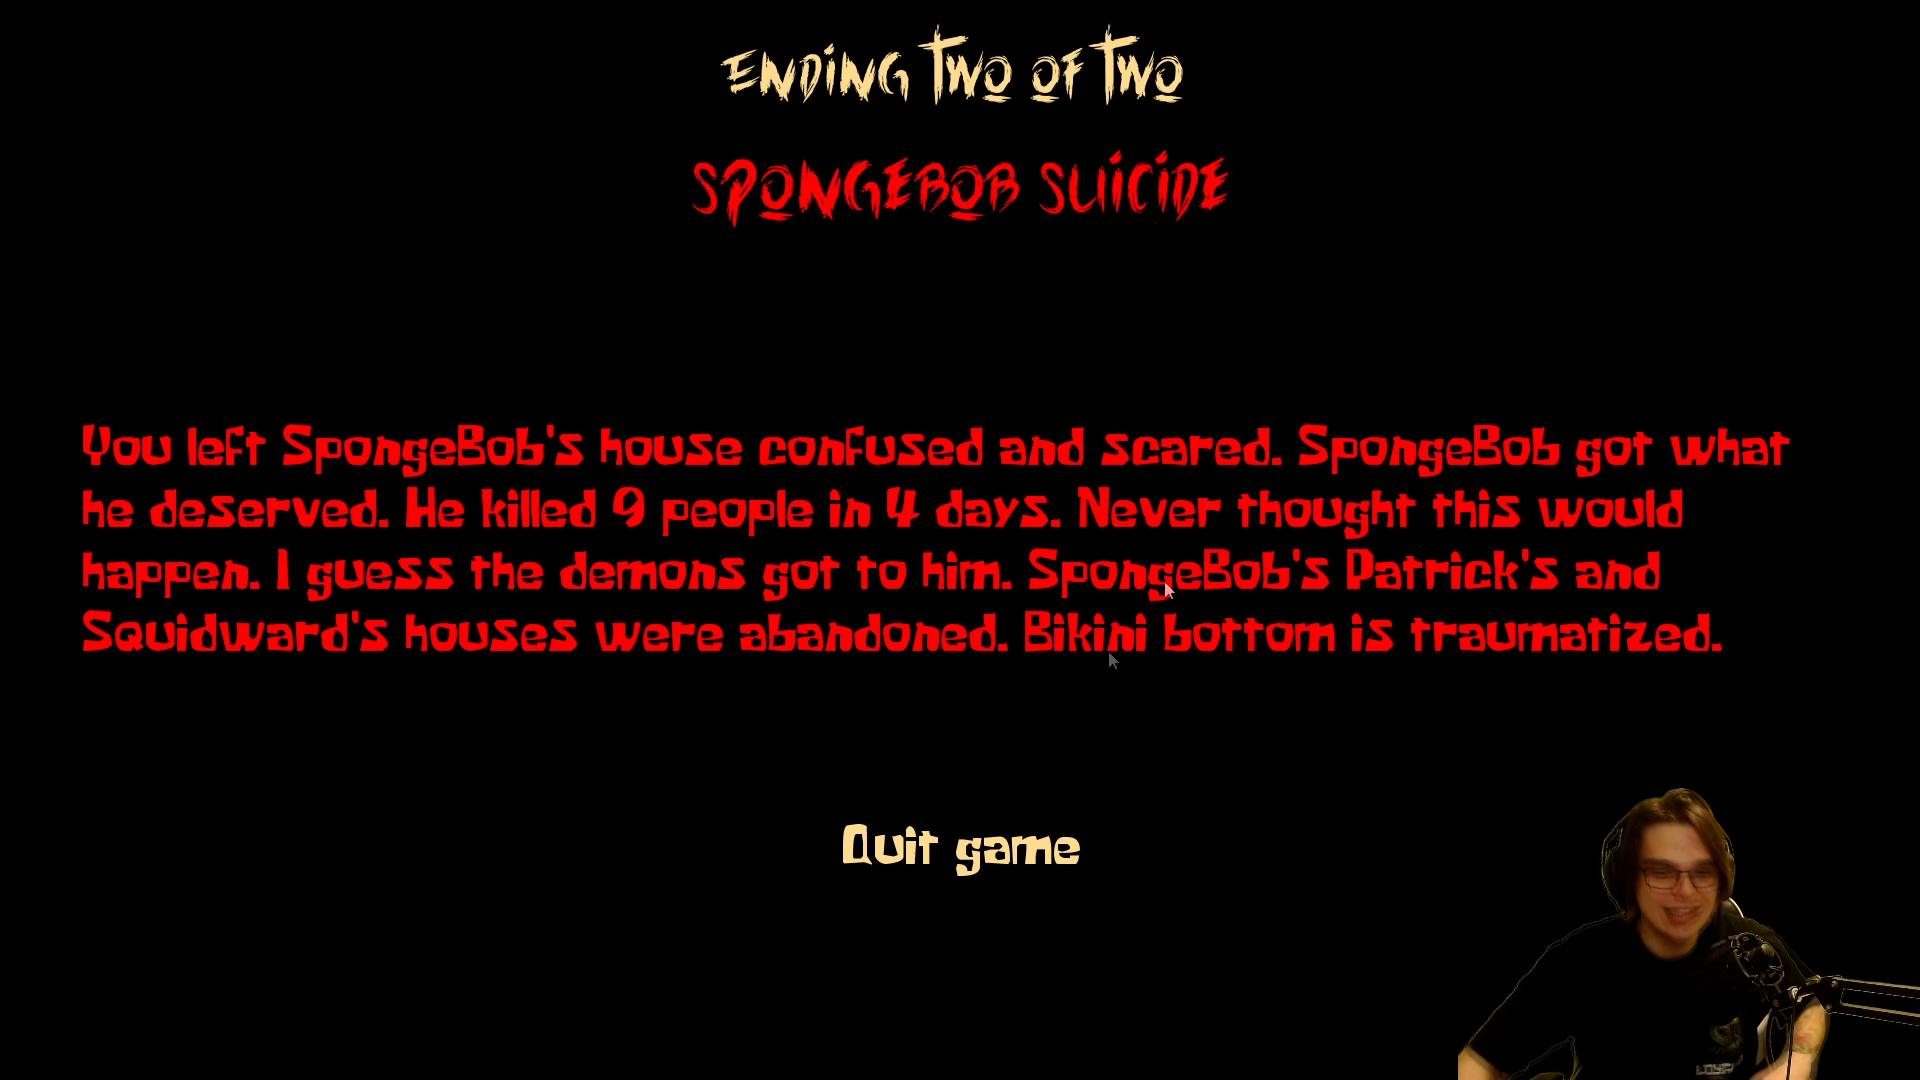 ENDING TWO OF TWO
SPONGEBOB SUICIDE
You left SpongeBob's house confused and scared. SpongeBob got what
he deserved. He killed 9 people in 4 days. Never thought this would
happen. I guess the demons got to him. SpongeBob's Patrick's and
Squidward's houses were abandoned. Bikini bottom is traumatized.
Quit game